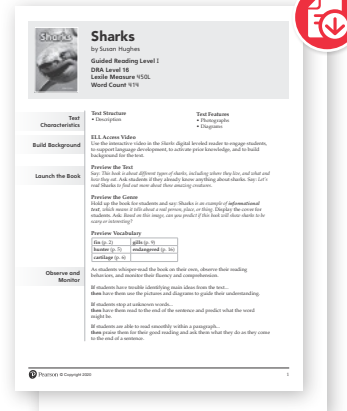 Sharks
Sharks
by Susan Hughes
Guided Reading Level I
DRA Level 16
Lexile Measure 450L
Word Count 414
Text
Characteristics
Text Structure
• Description
Text Features
• Photographs
• Diagrams
Build Background
ELL Access Video
Use the interactive video in the Sharks digital leveled reader to engage students,
to support language development, to activate prior knowledge, and to build
background for the text.
Launch the Book
Preview the Text
Say: This book is about different types of sharks, including where they live, and what and
how they eat. Ask students if they already know anything about sharks. Say: Let's
read Sharks to find out more about these amazing creatures.
Preview the Genre
Hold up the book for students and say: Sharks is an example of informational
text, which means it tells about a real person, place, or thing. Display the cover for
students. Ask: Based on this image, can you predict if this book will show sharks to be
scary or interesting?
Preview Vocabulary
fin (p. 2) gills (p. 9)
hunter (p. 5) endangered (p. 16)
cartilage (p. 6)
Observe and
Monitor
As students whisper-read the book on their own, observe their reading
behaviors, and monitor their fluency and comprehension.
If students have trouble identifying main ideas from the text...
then have them use the pictures and diagrams to guide their understanding.
If students stop at unknown words...
then have them read to the end of the sentence and predict what the word
might be.
If students are able to read smoothly within a paragraph...
then praise them for their good reading and ask them what they do as they come
to the end of a sentence.
Pearson © Copyright 2020
1